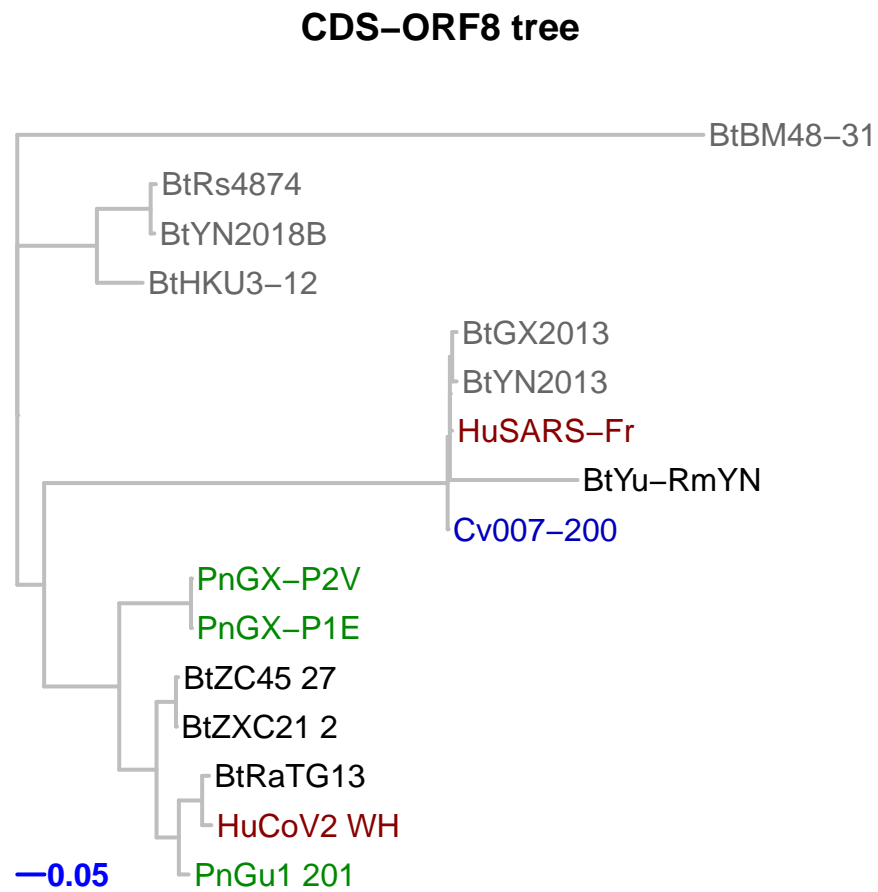 CDS−ORF8 tree
BtBM48−31
BtRs4874
BtYN2018B
BtHKU3−12
BtGX2013
BtYN2013
HuSARS−Fr
BtYu−RmYN
Cv007−200
PnGX−P2V
PnGX−P1E
BtZC45 27
BtZXC21 2
BtRaTG13
HuCoV2 WH
PnGu1 201
0.05